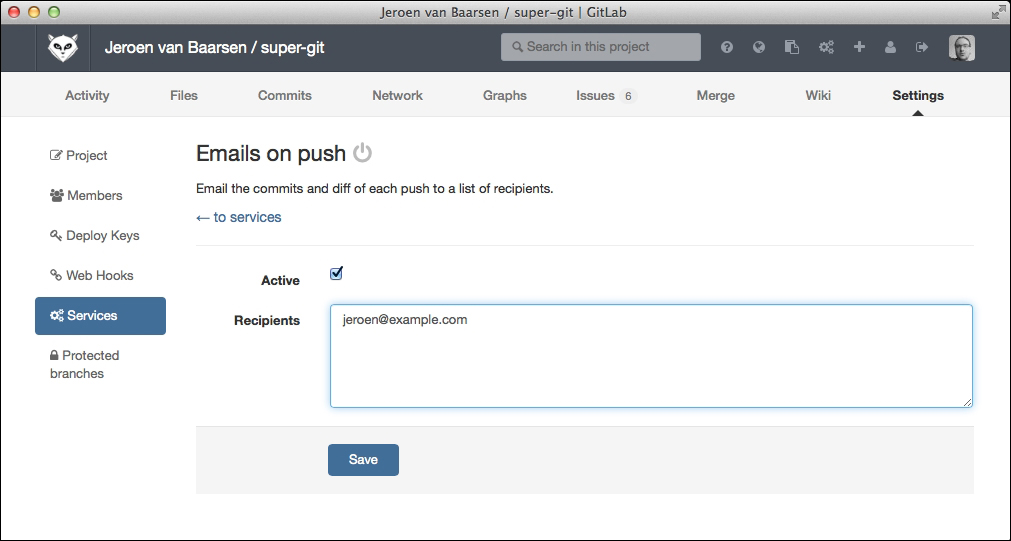 Jeroen van Baarsen / super-git | GitLab
Jeroen van Baarsen / super-git
Search in this project
Activity Files Commits Network Graphs Issues 6 Merge Wiki Settings
Project
Members
Deploy Keys
Web Hooks
Services
Protected
branches
Emails on push
Email the commits and diff of each push to a list of recipients.
← to services
Active
Recipients
jeroen@example.com
Save